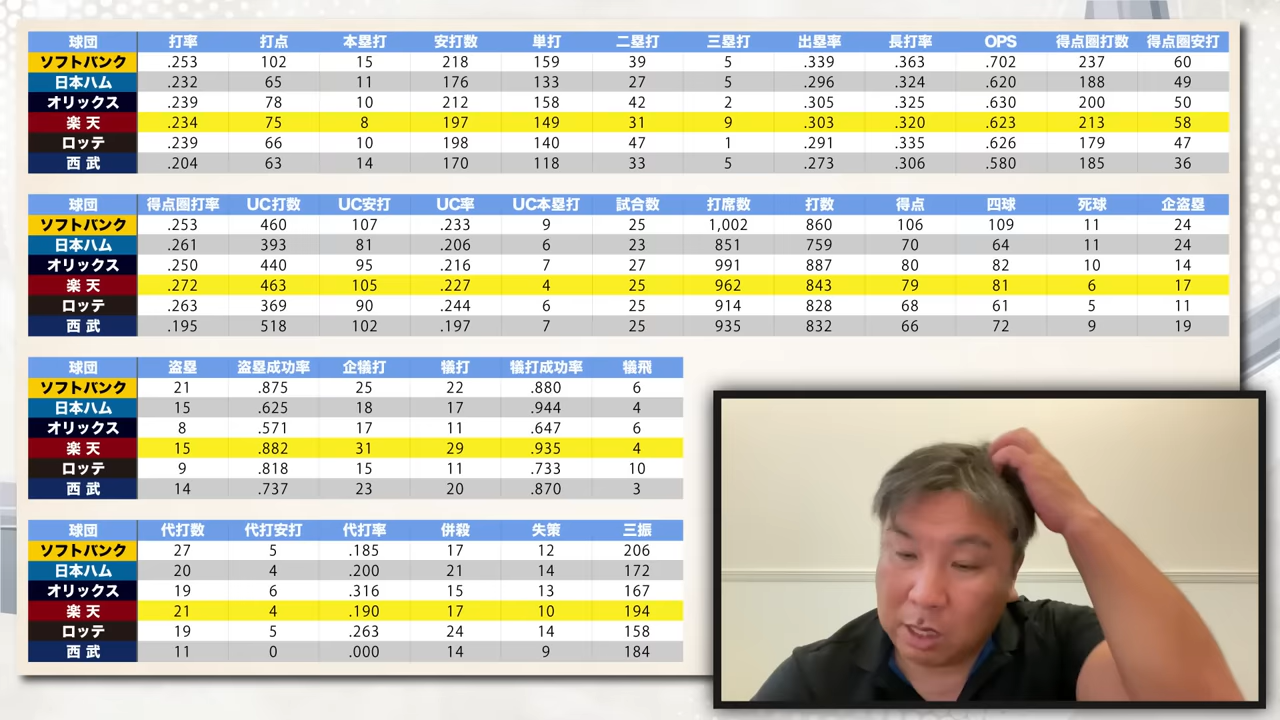 球団 打率 打点 本塁打 安打数 単打 二塁打 三塁打 出塁率 長打率 OPS 得点圏打数 得点圏安打
ソフトバンク .253 102 15 218 159 39 5 .339 .363 .702 237 60
日本ハム .232 65 11 176 133 27 5 .296 .324 .620 188 49
オリックス .239 78 10 212 158 42 2 .305 .325 .630 200 50
楽天 .234 75 8 197 149 31 9 .303 .320 .623 213 58
ロッテ .239 66 10 198 140 47 1 .291 .335 .626 179 47
西武 .204 63 14 170 118 33 5 .273 .306 .580 185 36
球団 得点圏打率 UC打数 UC安打 UC率 UC本塁打 試合数 打席数 打数 得点 四球 死球 企盗塁
ソフトバンク .253 460 107 .233 9 25 1,002 860 106 109 11 24
日本ハム .261 393 81 .206 6 23 851 759 70 64 11 24
オリックス .250 440 95 .216 7 27 991 887 80 82 10 14
楽天 .272 463 105 .227 4 25 962 843 79 81 6 17
ロッテ .263 369 90 .244 6 25 914 828 68 61 5 11
西武 .195 518 102 .197 7 25 935 832 66 72 9 19
球団 盗塁 盗塁成功率 企犠打 犠打 犠打成功率 犠飛
ソフトバンク 21 .875 25 22 .880 6
日本ハム 15 .625 18 17 .944 4
オリックス 8 .571 17 11 .647 6
楽天 15 .882 31 29 .935 4
ロッテ 9 .818 15 11 .733 10
西武 14 .737 23 20 .870 3
球団 代打数 代打安打 代打率 併殺 失策 三振
ソフトバンク 27 5 .185 17 12 206
日本ハム 20 4 .200 21 14 172
オリックス 19 6 .316 15 13 167
楽天 21 4 .190 17 10 194
ロッテ 19 5 .263 24 14 158
西武 11 0 .000 14 9 184